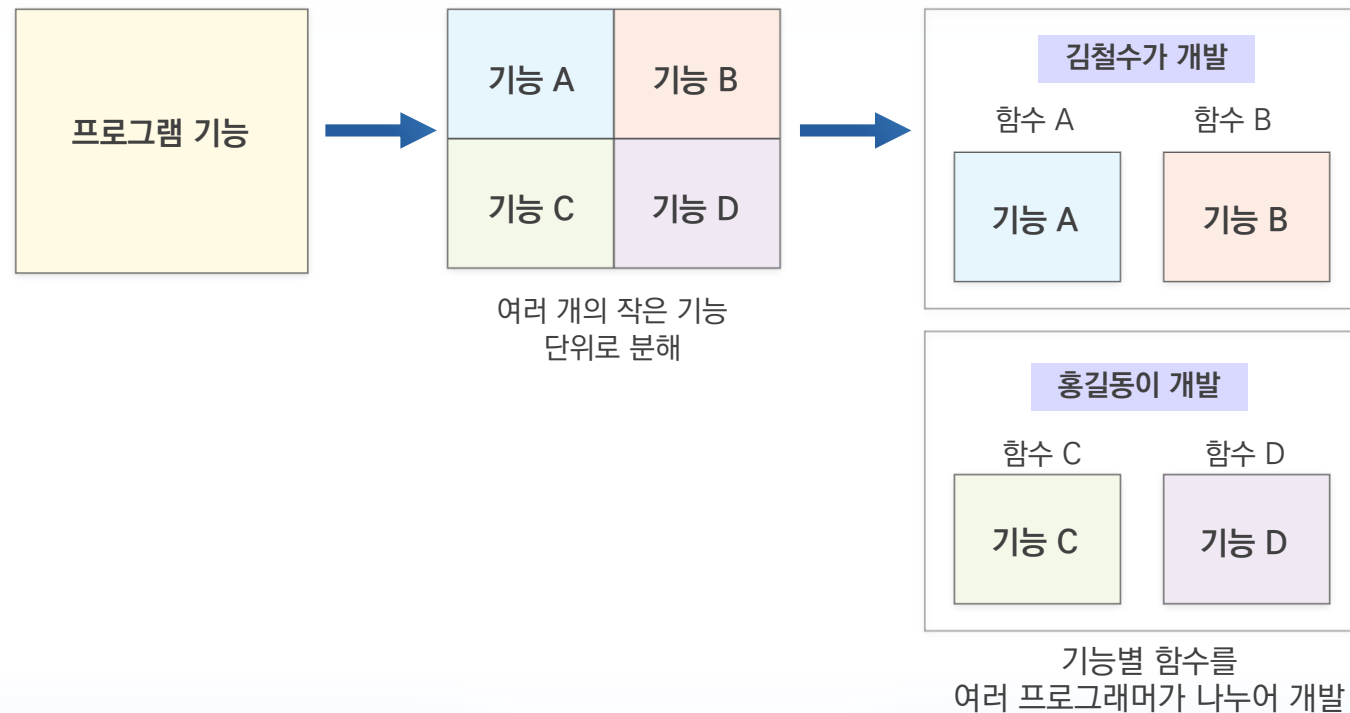 프로그램 기능
기능 A
기능 B
기능 C
기능 D
여러 개의 작은 기능
단위로 분해
김철수가 개발
함수 A
함수 B
기능 A
기능 B
홍길동이 개발
함수 C
함수 D
기능 C
기능 D
기능별 함수를
여러 프로그래머가 나누어 개발